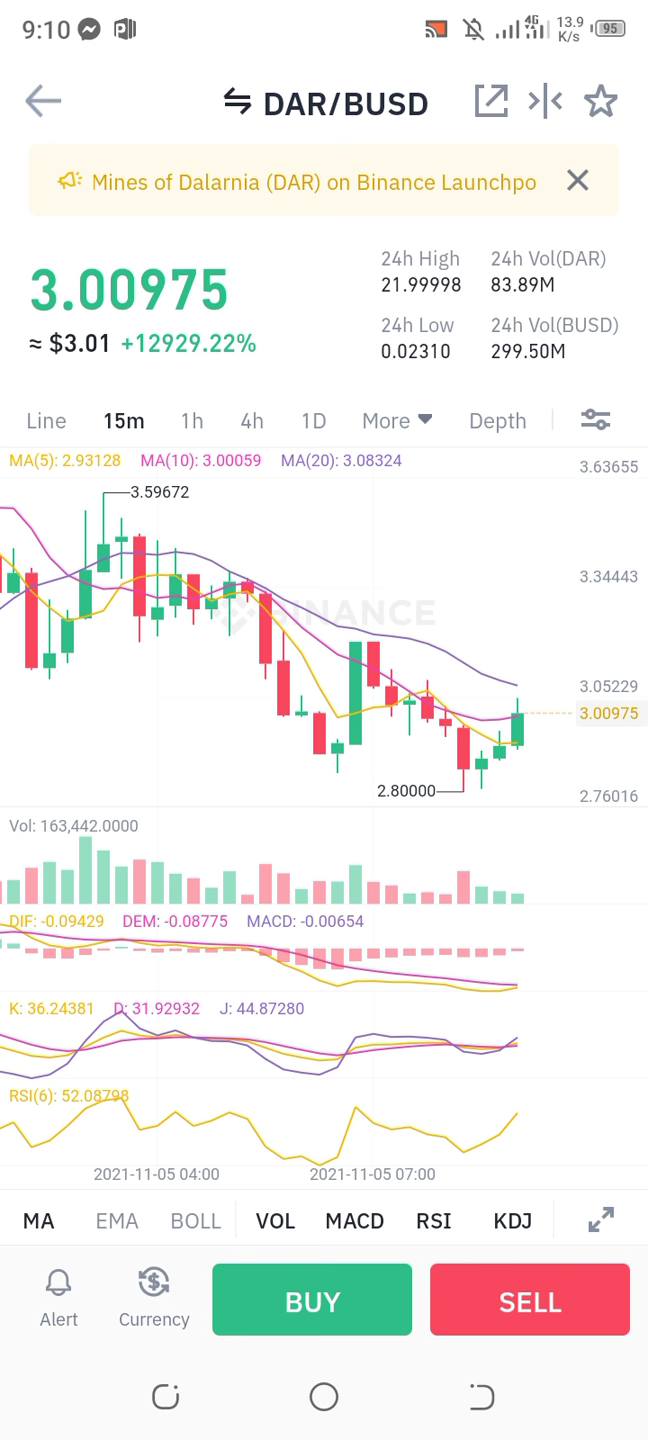 9:10
4G
13.9
K/s
95
DAR/BUSD
Mines of Dalarnia (DAR) on Binance Launchpo
3.00975
≈ $3.01 +12929.22%
24h High
21.99998
24h Vol(DAR)
83.89M
24h Low
0.02310
24h Vol(BUSD)
299.50M
Line 15m 1h 4h 1D More Depth
MA(5): 2.93128 MA(10): 3.00059 MA(20): 3.08324
3.63655
3.59672
3.34443
BINANCE
3.05229
3.00975
2.80000
2.76016
Vol: 163,442.0000
DIF: -0.09429 DEM: -0.08775 MACD: -0.00654
K: 36.24381 D: 31.92932 J: 44.87280
RSI(6): 52.08798
2021-11-05 04:00 2021-11-05 07:00
MA EMA BOLL VOL MACD RSI KDJ
Alert
Currency
BUY
SELL